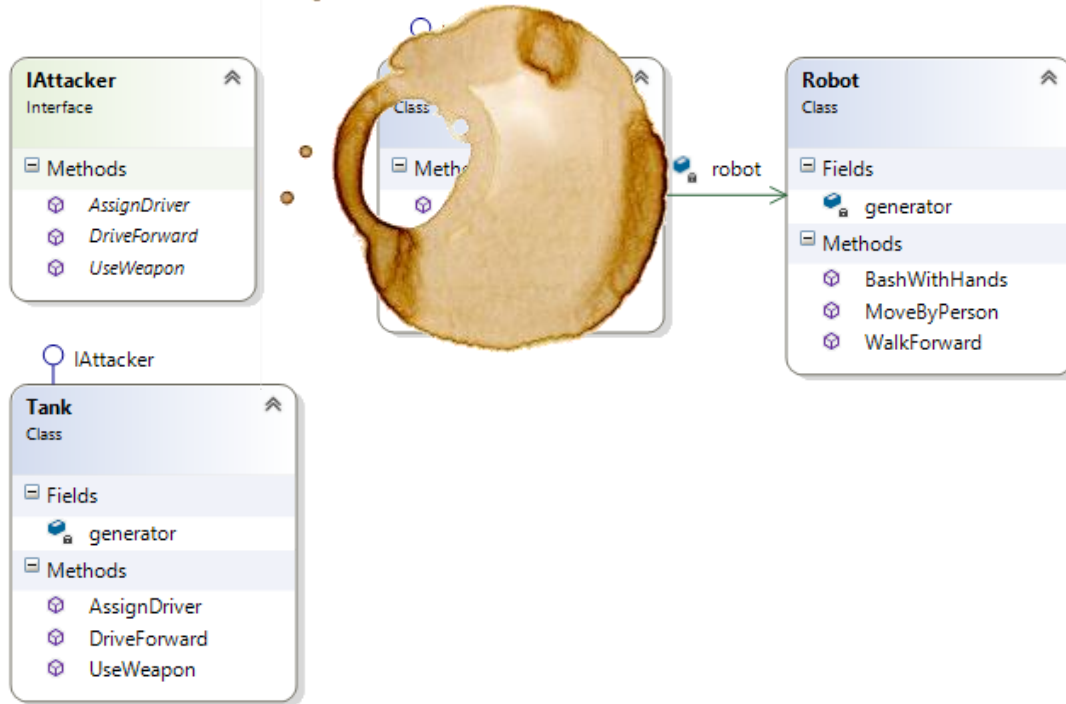 IAttacker
Interface
Methods
AssignDriver
DriveForward
UseWeapon
Class
robot
Robot
Class
Fields
generator
Methods
BashWithHands
MoveByPerson
WalkForward
IAttacker
Tank
Class
Fields
generator
Methods
AssignDriver
DriveForward
UseWeapon